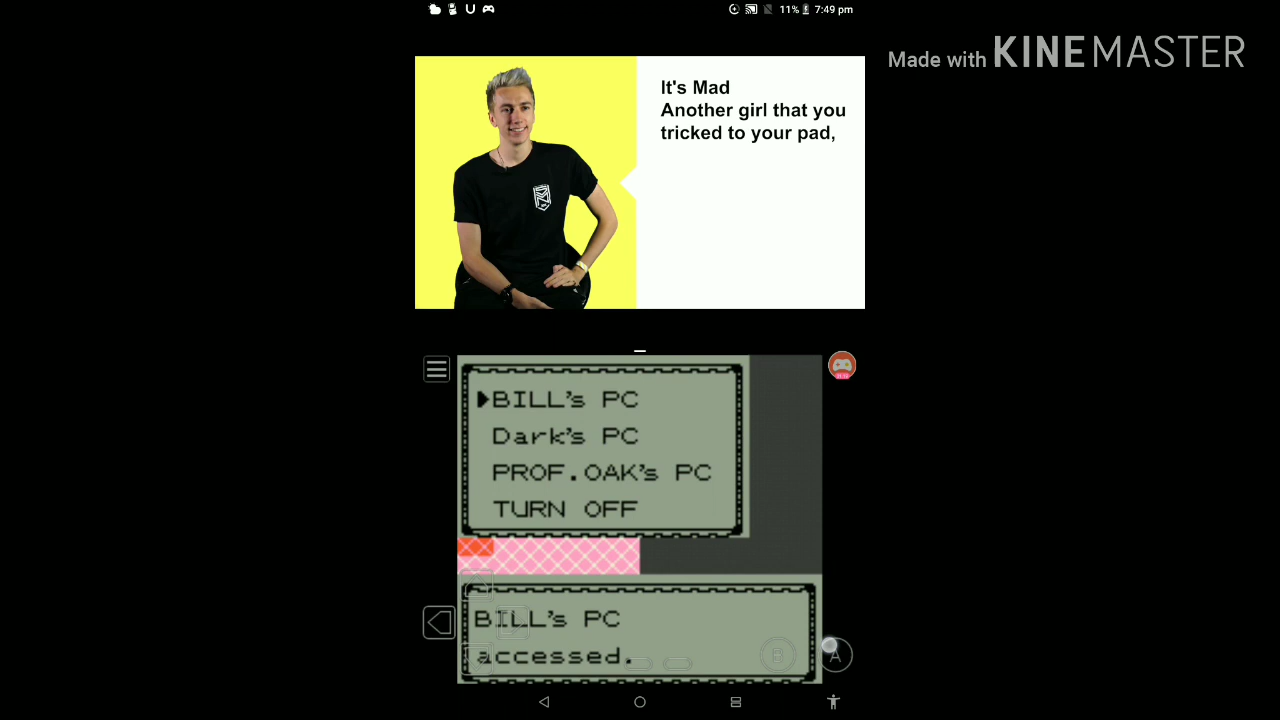 11% 7:49 pm
Made with KINEMASTER
It's Mad
Another girl that you
tricked to your pad,
▶BILL's PC
Dark's PC
PROF.OAK's PC
TURN OFF
BILL's PC
accessed.
B
A